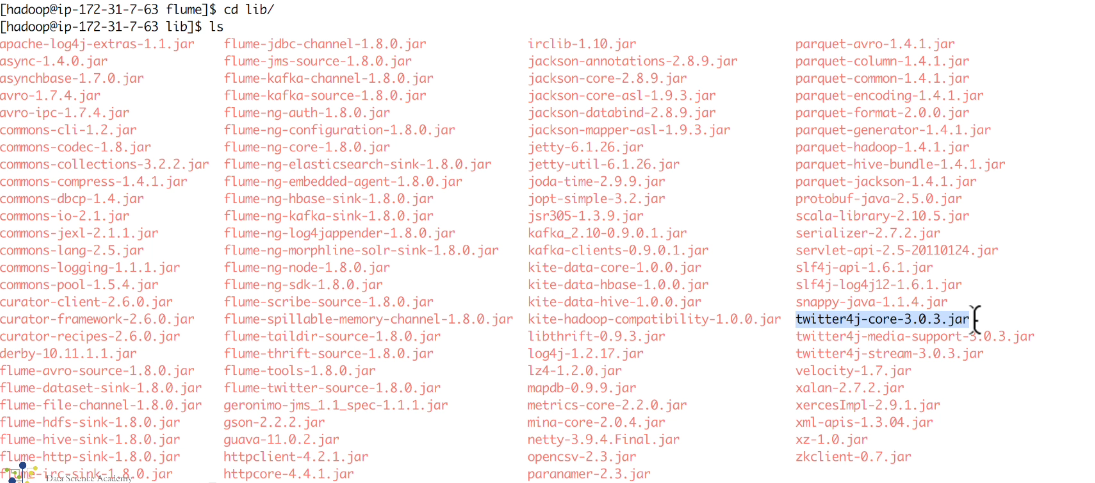 [hadoop@ip-172-31-7-63 flume]$ cd lib/
[hadoop@ip-172-31-7-63 lib]$ ls
apache-log4j-extras-1.1.jar flume-jdbc-channel-1.8.0.jar irclib-1.10.jar parquet-avro-1.4.1.jar
async-1.4.0.jar flume-jms-source-1.8.0.jar jackson-annotations-2.8.9.jar parquet-column-1.4.1.jar
asynchbase-1.7.0.jar flume-kafka-channel-1.8.0.jar jackson-core-2.8.9.jar parquet-common-1.4.1.jar
avro-1.7.4.jar flume-kafka-source-1.8.0.jar jackson-core-asl-1.9.3.jar parquet-encoding-1.4.1.jar
avro-ipc-1.7.4.jar flume-ng-auth-1.8.0.jar jackson-databind-2.8.9.jar parquet-format-2.0.0.jar
commons-cli-1.2.jar flume-ng-configuration-1.8.0.jar jackson-mapper-asl-1.9.3.jar parquet-generator-1.4.1.jar
commons-codec-1.8.jar flume-ng-core-1.8.0.jar jetty-6.1.26.jar parquet-hadoop-1.4.1.jar
commons-collections-3.2.2.jar flume-ng-elasticsearch-sink-1.8.0.jar jetty-util-6.1.26.jar parquet-hive-bundle-1.4.1.jar
commons-compress-1.4.1.jar flume-ng-embedded-agent-1.8.0.jar joda-time-2.9.9.jar parquet-jackson-1.4.1.jar
commons-dbcp-1.4.jar flume-ng-hbase-sink-1.8.0.jar jopt-simple-3.2.jar protobuf-java-2.5.0.jar
commons-io-2.1.jar flume-ng-kafka-sink-1.8.0.jar jsr305-1.3.9.jar scala-library-2.10.5.jar
commons-jexl-2.1.1.jar flume-ng-log4jappender-1.8.0.jar kafka_2.10-0.9.0.1.jar serializer-2.7.2.jar
commons-lang-2.5.jar flume-ng-morphline-solr-sink-1.8.0.jar kafka-clients-0.9.0.1.jar servlet-api-2.5-20110124.jar
commons-logging-1.1.1.jar flume-ng-node-1.8.0.jar kite-data-core-1.0.0.jar slf4j-api-1.6.1.jar
commons-pool-1.5.4.jar flume-ng-sdk-1.8.0.jar kite-data-hbase-1.0.0.jar slf4j-log4j12-1.6.1.jar
curator-client-2.6.0.jar flume-scribe-source-1.8.0.jar kite-data-hive-1.0.0.jar snappy-java-1.1.4.jar
curator-framework-2.6.0.jar flume-spillable-memory-channel-1.8.0.jar kite-hadoop-compatibility-1.0.0.jar twitter4j-core-3.0.3.jar
curator-recipes-2.6.0.jar flume-taildir-source-1.8.0.jar libthrift-0.9.3.jar twitter4j-media-support-3.0.3.jar
derby-10.11.1.1.jar flume-thrift-source-1.8.0.jar log4j-1.2.17.jar twitter4j-stream-3.0.3.jar
flume-avro-source-1.8.0.jar flume-tools-1.8.0.jar lz4-1.2.0.jar velocity-1.7.jar
flume-dataset-sink-1.8.0.jar flume-twitter-source-1.8.0.jar mapdb-0.9.9.jar xalan-2.7.2.jar
flume-file-channel-1.8.0.jar geronimo-jms_1.1_spec-1.1.1.jar metrics-core-2.2.0.jar xercesImpl-2.9.1.jar
flume-hdfs-sink-1.8.0.jar gson-2.2.2.jar mina-core-2.0.4.jar xml-apis-1.3.04.jar
flume-hive-sink-1.8.0.jar guava-11.0.2.jar netty-3.9.4.Final.jar xz-1.0.jar
flume-http-sink-1.8.0.jar httpclient-4.2.1.jar opencsv-2.3.jar zkclient-0.7.jar
flume-irc-sink-1.8.0.jar httpcore-4.4.1.jar paranamer-2.3.jar
Data Science Academy